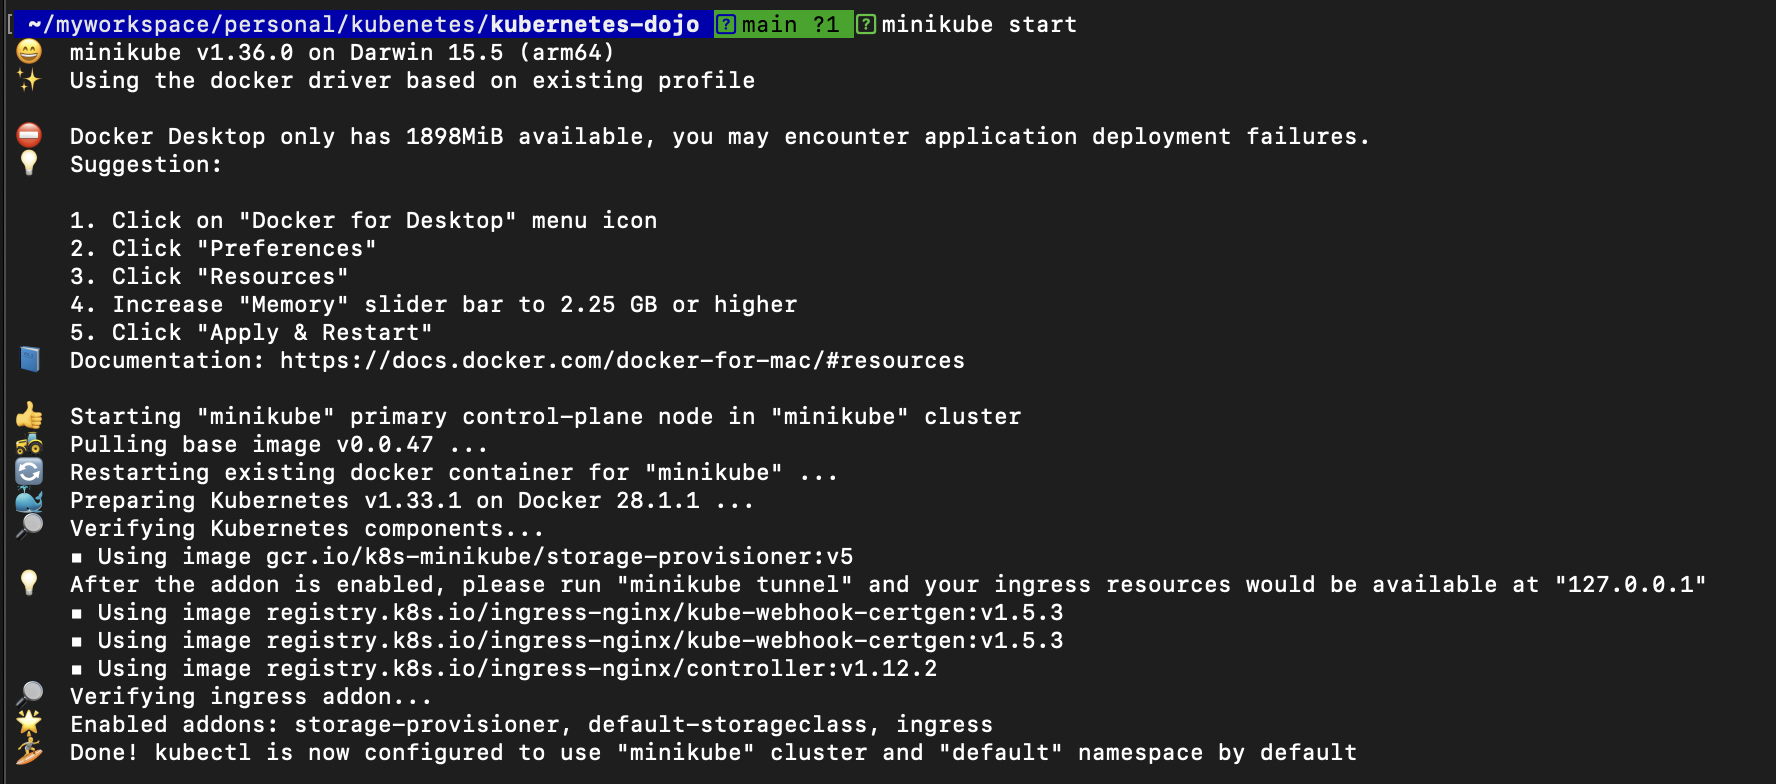 ~/myworkspace/personal/kubenetes/kubernetes-dojo ? main ?1 ? minikube start
😄 minikube v1.36.0 on Darwin 15.5 (arm64)
✨ Using the docker driver based on existing profile
⛔ Docker Desktop only has 1898MiB available, you may encounter application deployment failures.
💡 Suggestion:
1. Click on "Docker for Desktop" menu icon
2. Click "Preferences"
3. Click "Resources"
4. Increase "Memory" slider bar to 2.25 GB or higher
5. Click "Apply & Restart"
📘 Documentation: https://docs.docker.com/docker-for-mac/#resources
👍 Starting "minikube" primary control-plane node in "minikube" cluster
🚜 Pulling base image v0.0.47 ...
🔄 Restarting existing docker container for "minikube" ...
🐳 Preparing Kubernetes v1.33.1 on Docker 28.1.1 ...
🔎 Verifying Kubernetes components...
▪ Using image gcr.io/k8s-minikube/storage-provisioner:v5
💡 After the addon is enabled, please run "minikube tunnel" and your ingress resources would be available at "127.0.0.1"
▪ Using image registry.k8s.io/ingress-nginx/kube-webhook-certgen:v1.5.3
▪ Using image registry.k8s.io/ingress-nginx/kube-webhook-certgen:v1.5.3
▪ Using image registry.k8s.io/ingress-nginx/controller:v1.12.2
🔎 Verifying ingress addon...
🌟 Enabled addons: storage-provisioner, default-storageclass, ingress
🏄 Done! kubectl is now configured to use "minikube" cluster and "default" namespace by default